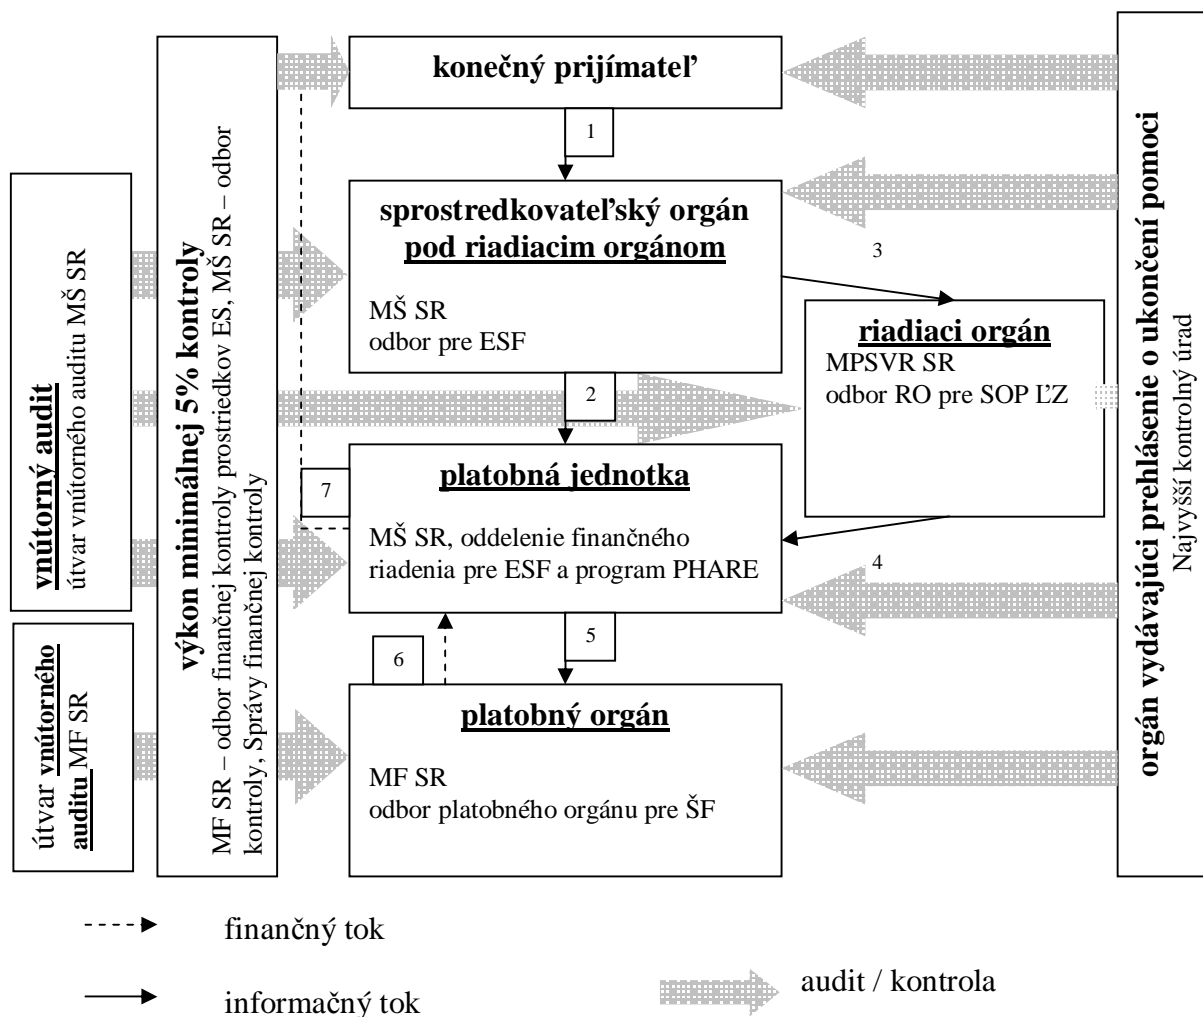 konečný prijímateľ
1
sprostredkovateľský orgán
pod riadiacim orgánom
MŠ SR
odbor pre ESF
3
riadiaci orgán
MPSVR SR
odbor RO pre SOP ĽZ
2
platobná jednotka
MŠ SR, oddelenie finančného
riadenia pre ESF a program PHARE
7
4
5
6
platobný orgán
MF SR
odbor platobného orgánu pre ŠF
vnútorný audit
útvar vnútorného auditu MŠ SR
útvar vnútorného
auditu MF SR
výkon minimálnej 5% kontroly
MF SR – odbor finančnej kontroly prostriedkov ES, MŠ SR – odbor
kontroly, Správy finančnej kontroly
orgán vydávajúci prehlásenie o ukončení pomoci
Najvyšší kontrolný úrad
finančný tok
informačný tok
audit / kontrola